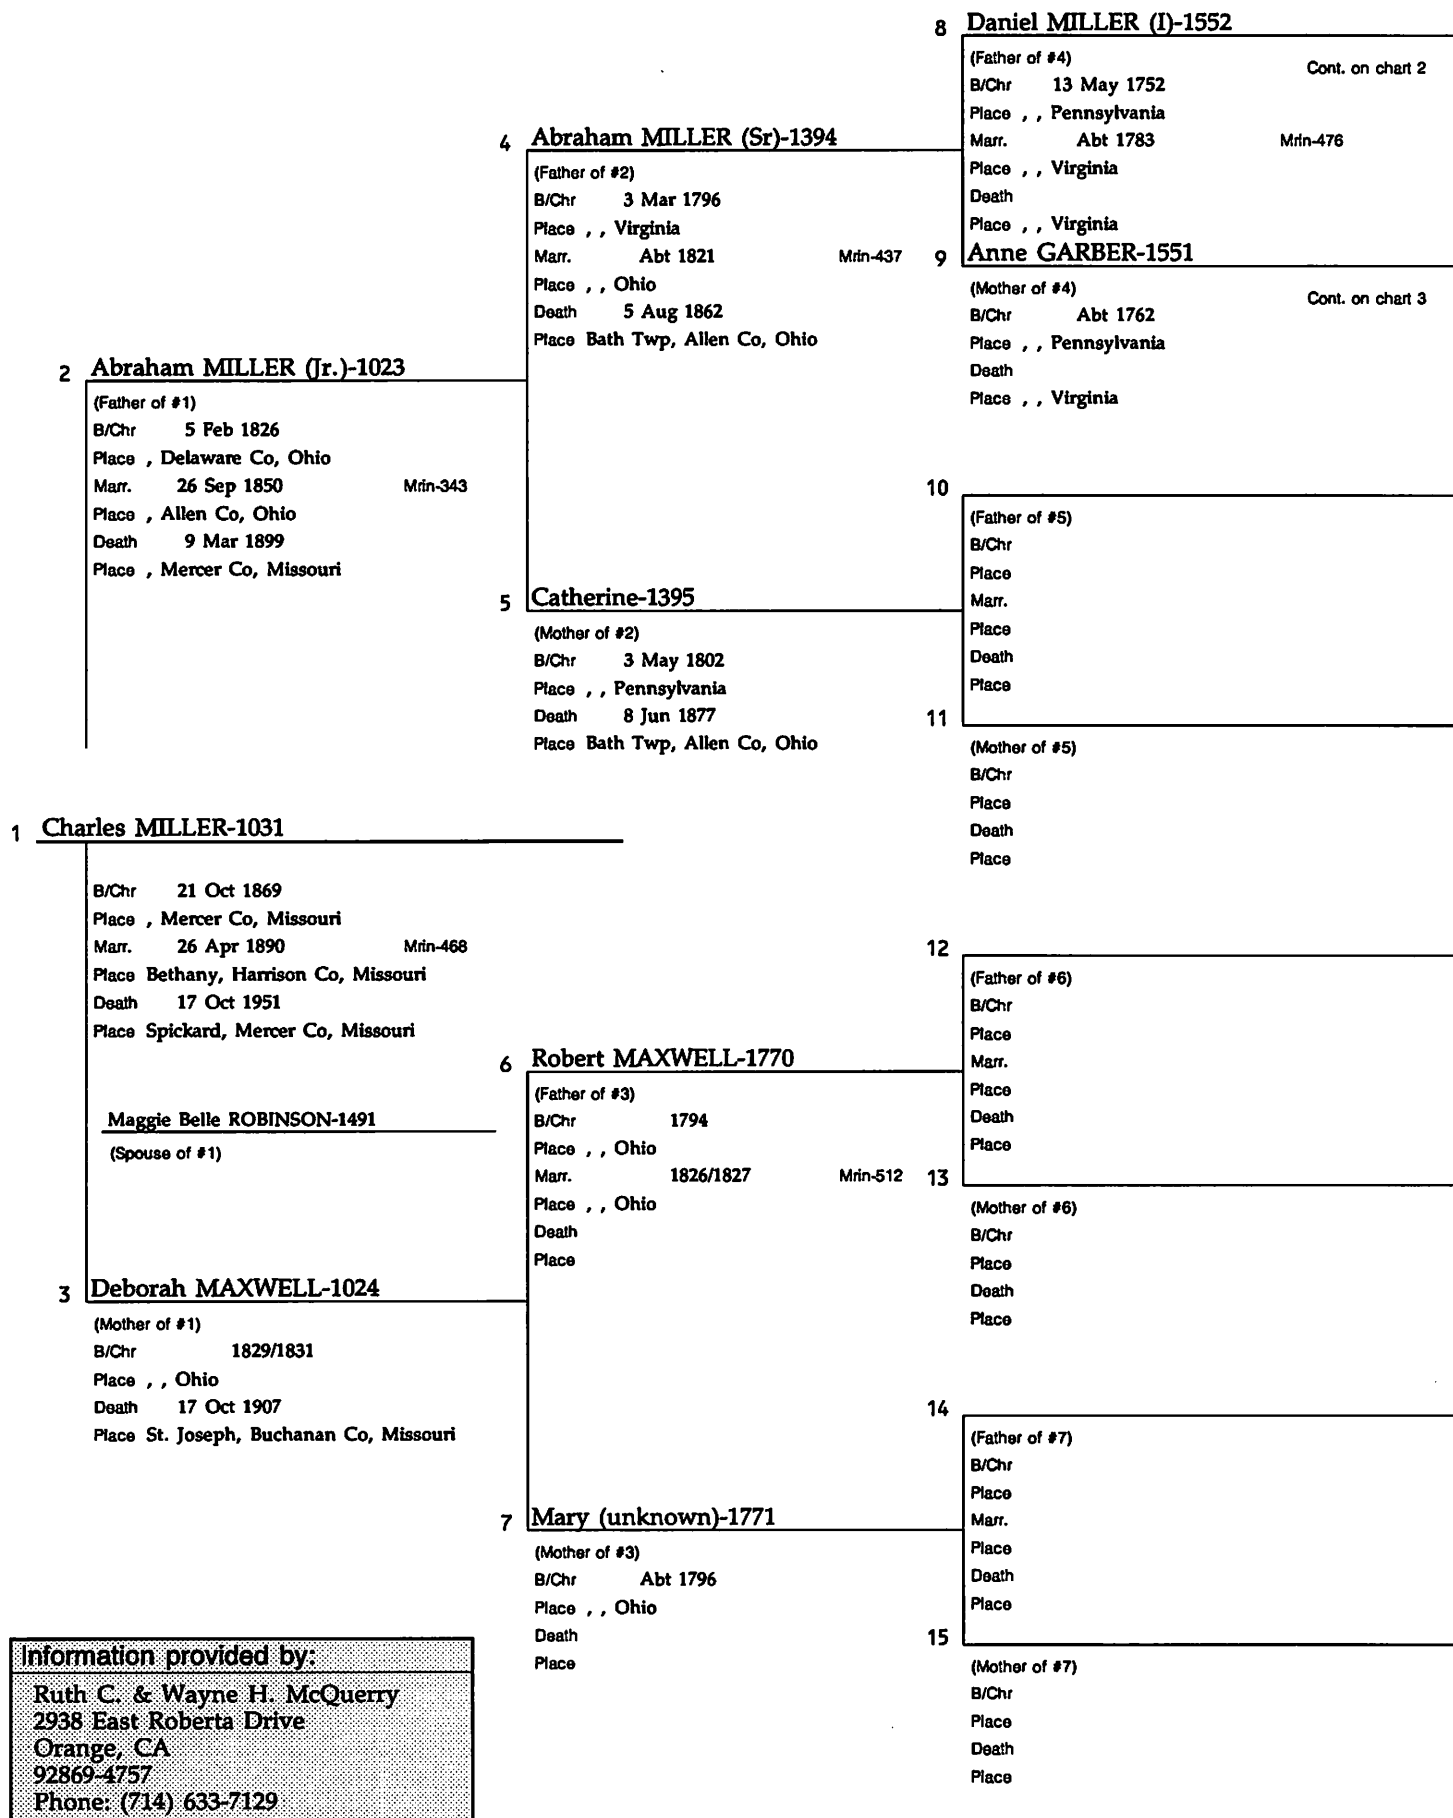 8 Daniel MILLER (I)-1552
(Father of #4)
Cont. on chart 2
B/Chr 13 May 1752
Place , , Pennsylvania
Marr. Abt 1783 Mrin-476
Place , , Virginia
Death
Place , , Virginia
4 Abraham MILLER (Sr)-1394
(Father of #2)
B/Chr 3 Mar 1796
Place , , Virginia
Marr. Abt 1821 Mrin-437
Place , , Ohio
Death 5 Aug 1862
Place Bath Twp, Allen Co, Ohio
9 Anne GARBER-1551
(Mother of #4)
Cont. on chart 3
B/Chr Abt 1762
Place , , Pennsylvania
Death
Place , , Virginia
2 Abraham MILLER (Jr.)-1023
(Father of #1)
B/Chr 5 Feb 1826
Place , Delaware Co, Ohio
Marr. 26 Sep 1850 Mrin-343
Place , Allen Co, Ohio
Death 9 Mar 1899
Place , Mercer Co, Missouri
10
(Father of #5)
B/Chr
Place
Marr.
Place
Death
Place
5 Catherine-1395
(Mother of #2)
B/Chr 3 May 1802
Place , , Pennsylvania
Death 8 Jun 1877
Place Bath Twp, Allen Co, Ohio
11
(Mother of #5)
B/Chr
Place
Death
Place
1 Charles MILLER-1031
B/Chr 21 Oct 1869
Place , Mercer Co, Missouri
Marr. 26 Apr 1890 Mrin-468
Place Bethany, Harrison Co, Missouri
Death 17 Oct 1951
Place Spickard, Mercer Co, Missouri
Maggie Belle ROBINSON-1491
(Spouse of #1)
12
(Father of #6)
B/Chr
Place
Marr.
Place
Death
Place
6 Robert MAXWELL-1770
(Father of #3)
B/Chr 1794
Place , , Ohio
Marr. 1826/1827 Mrin-512
Place , , Ohio
Death
Place
13
(Mother of #6)
B/Chr
Place
Death
Place
3 Deborah MAXWELL-1024
(Mother of #1)
B/Chr 1829/1831
Place , , Ohio
Death 17 Oct 1907
Place St. Joseph, Buchanan Co, Missouri
14
(Father of #7)
B/Chr
Place
Marr.
Place
Death
Place
7 Mary (unknown)-1771
(Mother of #3)
B/Chr Abt 1796
Place , , Ohio
Death
Place
15
(Mother of #7)
B/Chr
Place
Death
Place
Information provided by:
Ruth C. & Wayne H. McQuerry
2938 East Roberta Drive
Orange, CA
92869-4757
Phone: (714) 633-7129